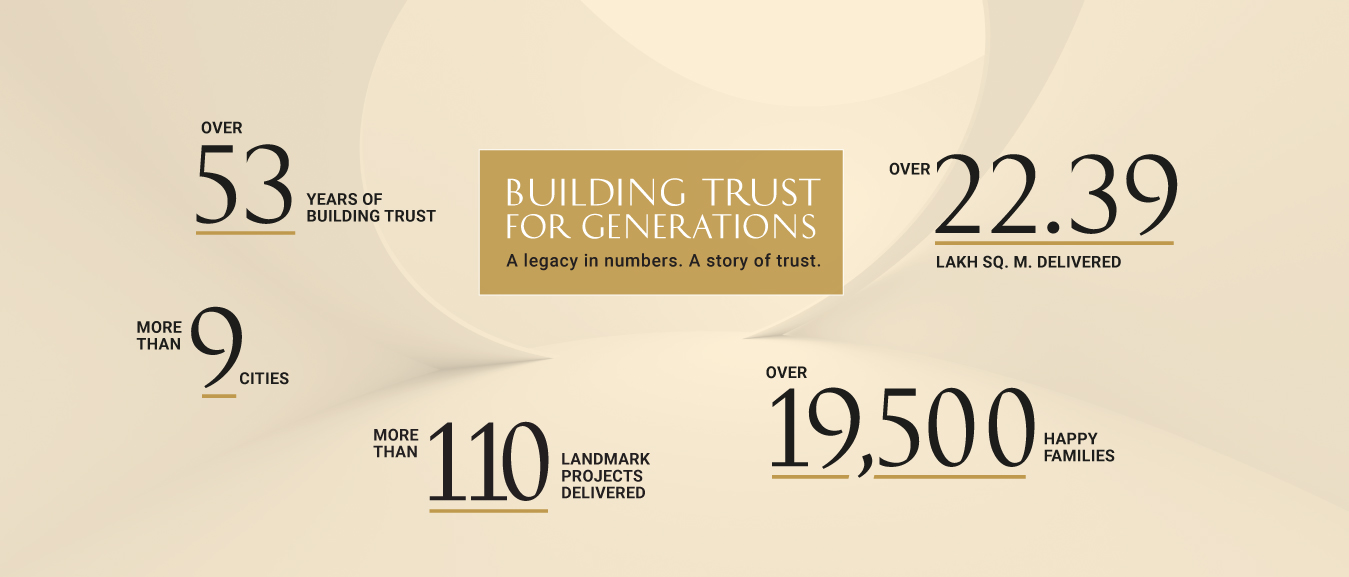 OVER
53
YEARS OF
BUILDING TRUST
BUILDING TRUST
FOR GENERATIONS
A legacy in numbers. A story of trust.
OVER
22.39
LAKH SQ. M. DELIVERED
MORE
THAN
9
CITIES
MORE
THAN
110
LANDMARK
PROJECTS
DELIVERED
OVER
19,500
HAPPY
FAMILIES